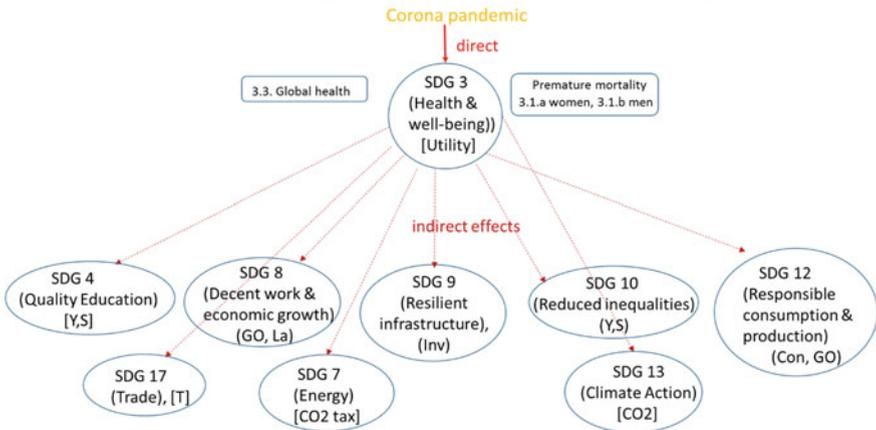 Corona pandemic
direct
3.3. Global health
SDG 3
(Health &
well-being))
[Utility]
Premature mortality
3.1.a women, 3.1.b men
indirect effects
SDG 4
(Quality Education)
[Y,S]
SDG 8
(Decent work &
economic growth)
(GO, La)
SDG 9
(Resilient
infrastructure),
(Inv)
SDG 10
(Reduced inequalities)
(Y,S)
SDG 12
(Responsible
consumption &
production)
(Con, GO)
SDG 17
(Trade), [T]
SDG 7
(Energy)
[CO2 tax]
SDG 13
(Climate Action)
[CO2]